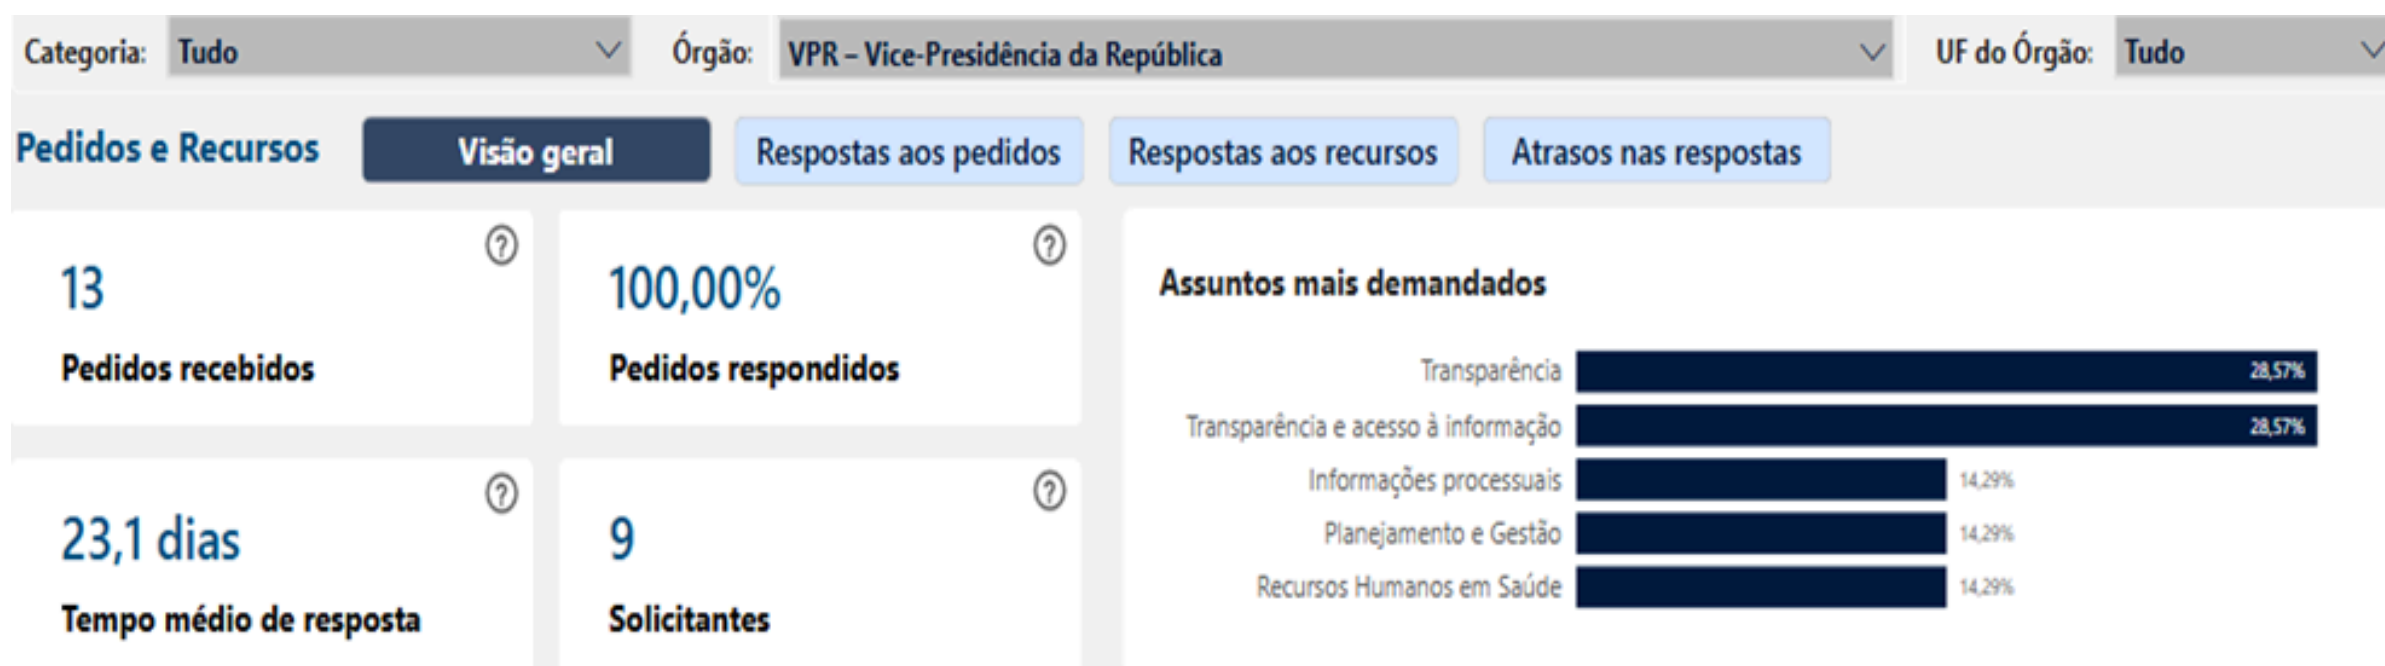 Categoria: Tudo Órgão: VPR – Vice-Presidência da República UF do Órgão: Tudo
Pedidos e Recursos Visão geral Respostas aos pedidos Respostas aos recursos Atrasos nas respostas
13
Pedidos recebidos
100,00%
Pedidos respondidos
23,1 dias
Tempo médio de resposta
9
Solicitantes
Assuntos mais demandados
Transparência 28,57%
Transparência e acesso à informação 28,57%
Informações processuais 14,29%
Planejamento e Gestão 14,29%
Recursos Humanos em Saúde 14,29%